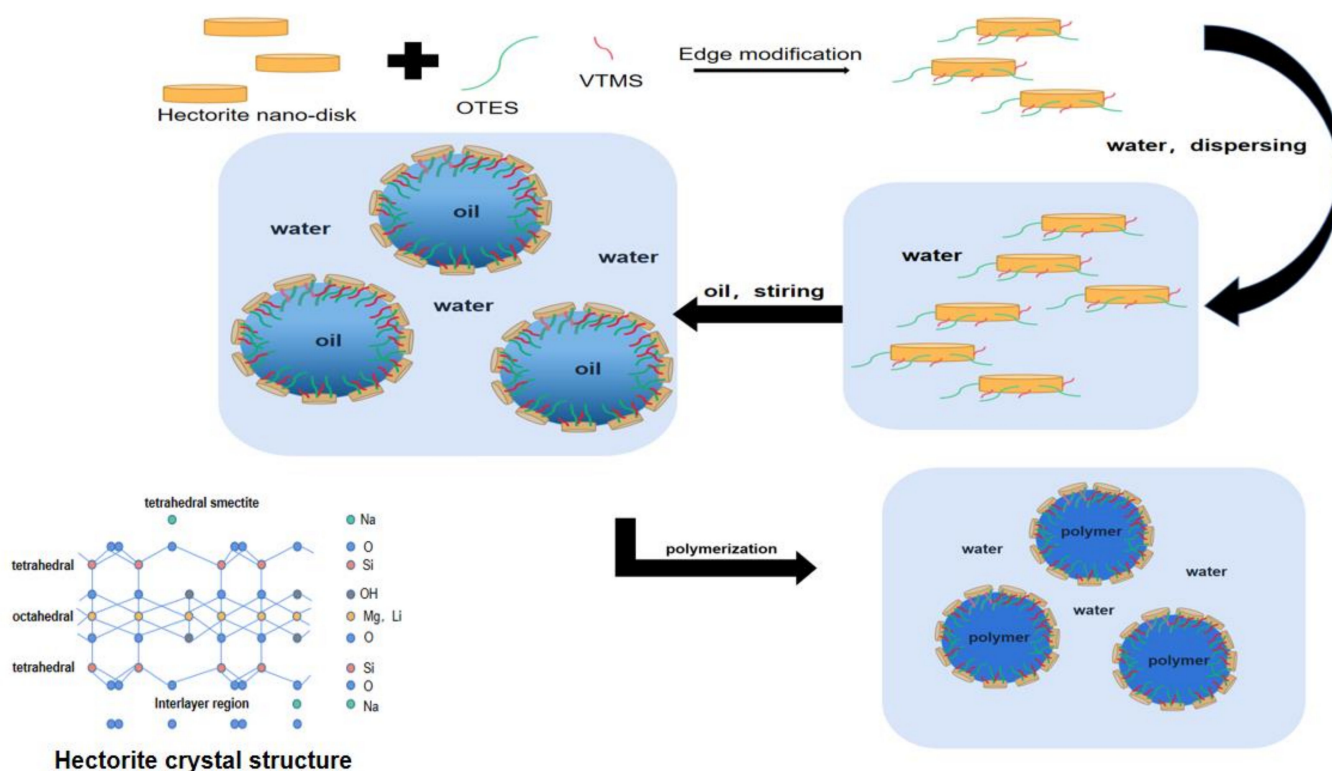 Hectorite nano-disk
OTES
VTMS
Edge modification
water, dispersing
oil
water
water
water
oil
oil
oil, stiring
water
polymerization
polymer
water
water
water
polymer
polymer
tetrahedral smectite
Na
O
tetrahedral
Si
OH
octahedral
Mg, Li
O
tetrahedral
Si
O
Interlayer region
Na
Hectorite crystal structure